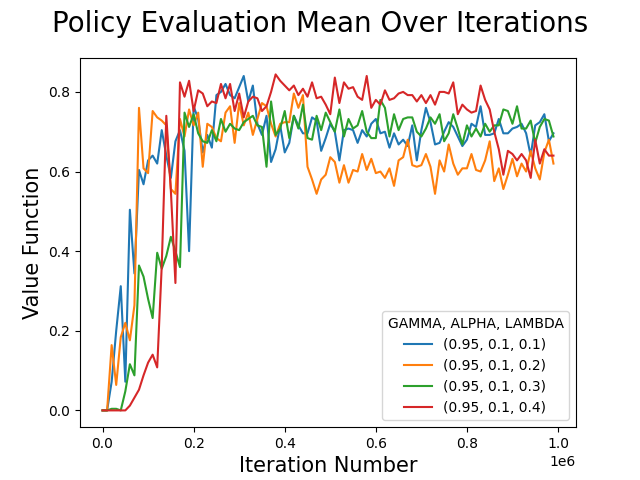 Policy Evaluation Mean Over Iterations
Value Function
0.8
0.6
0.4
0.2
0.0
GAMMA, ALPHA, LAMBDA
(0.95, 0.1, 0.1)
(0.95, 0.1, 0.2)
(0.95, 0.1, 0.3)
(0.95, 0.1, 0.4)
0.0 0.2 0.4 0.6 0.8 1.0
1e6
Iteration Number